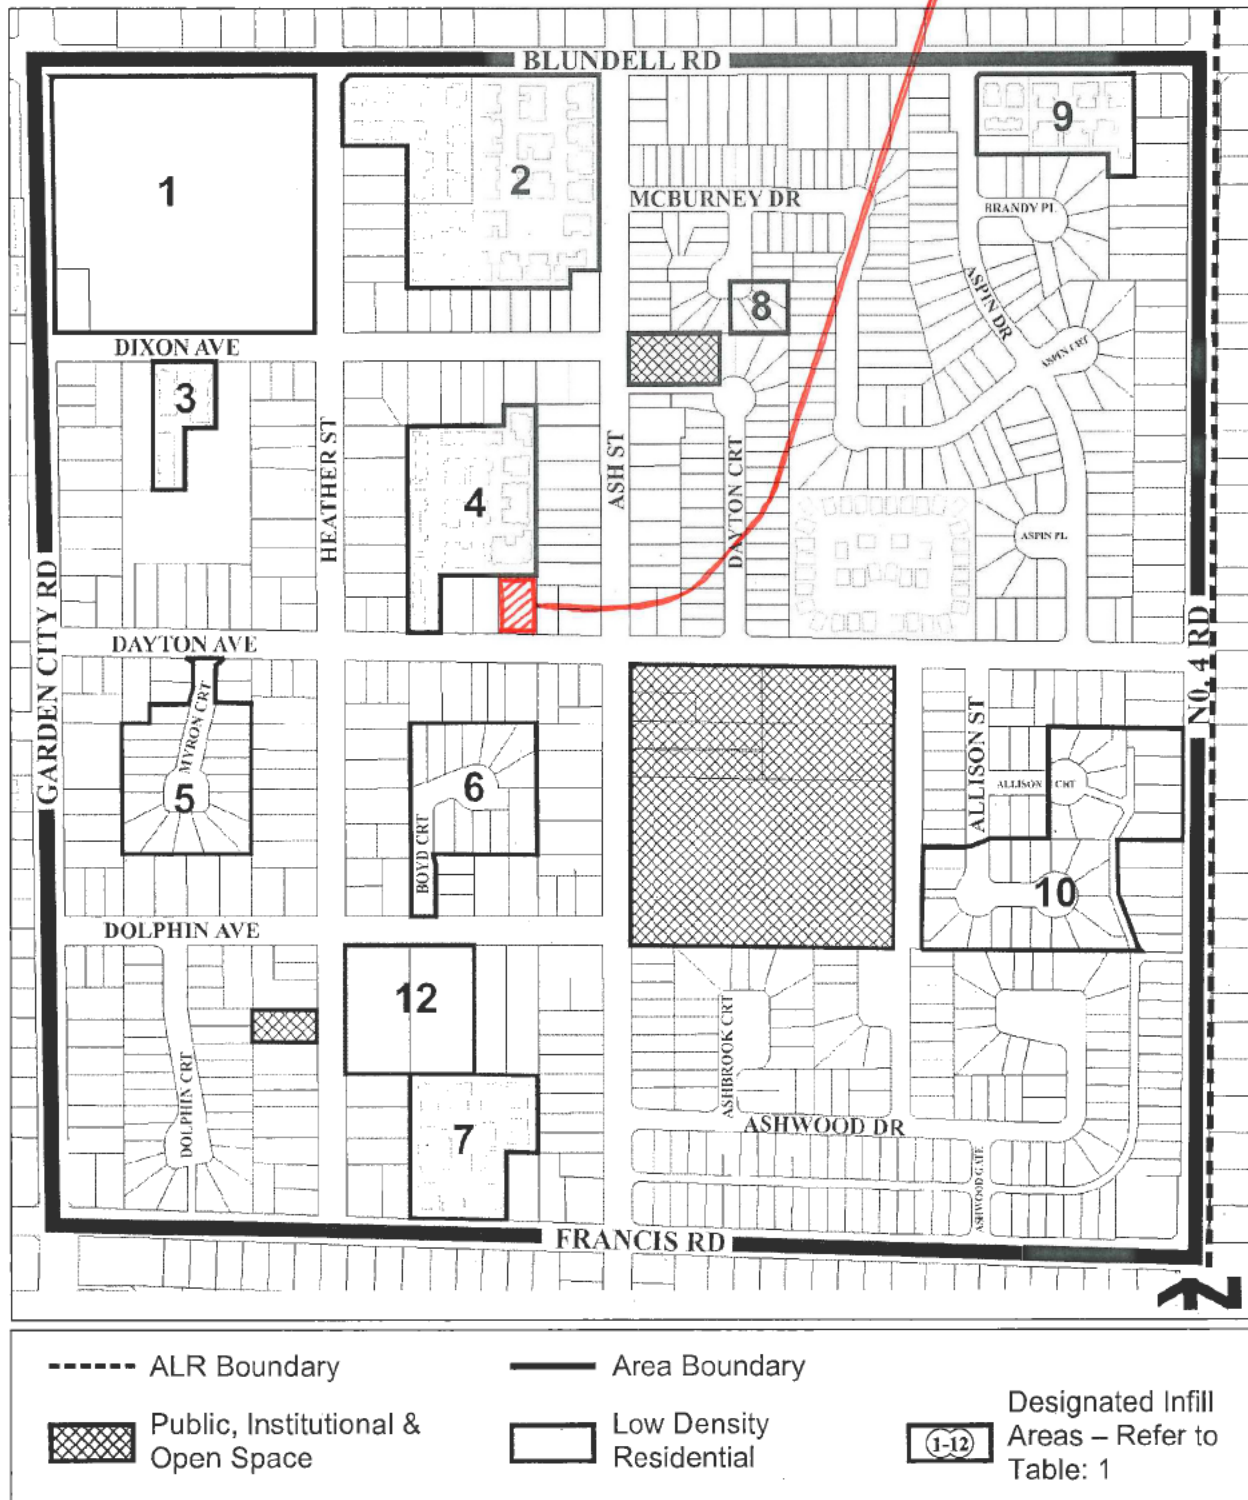 BLUNDELL RD
1
2
9
MCBURNEY DR
BRANDY PL
8
ASPIN DR
ASPIN CRT
DIXON AVE
3
HEATHER ST
4
ASH ST
DAYTON CRT
ASPIN PL
GARDEN CITY RD
NO. 4 RD
DAYTON AVE
MYRON CRT
5
6
BOYD CRT
ALLISON ST
ALLISON CRT
10
DOLPHIN AVE
12
DOLPHIN CRT
7
ASHBROOK CRT
ASHWOOD DR
ASHWOOD GATE
FRANCIS RD
N
ALR Boundary
Area Boundary
Public, Institutional &
Open Space
Low Density
Residential
1-12
Designated Infill
Areas – Refer to
Table: 1